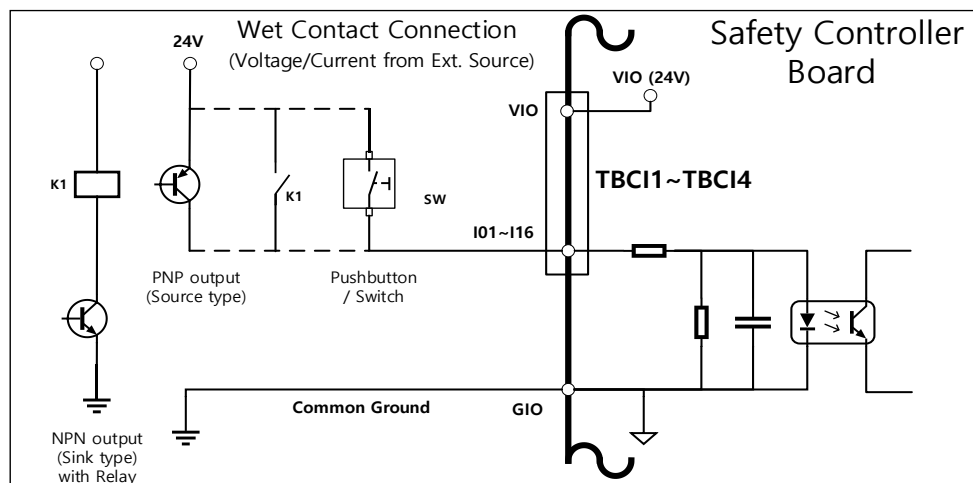 Wet Contact Connection
(Voltage/Current from Ext. Source)
Safety Controller
Board
24V
VIO (24V)
VIO
TBCI1~TBCI4
K1
K1
SW
I01~I16
PNP output
(Source type)
Pushbutton
/ Switch
Common Ground
GIO
NPN output
(Sink type)
with Relay